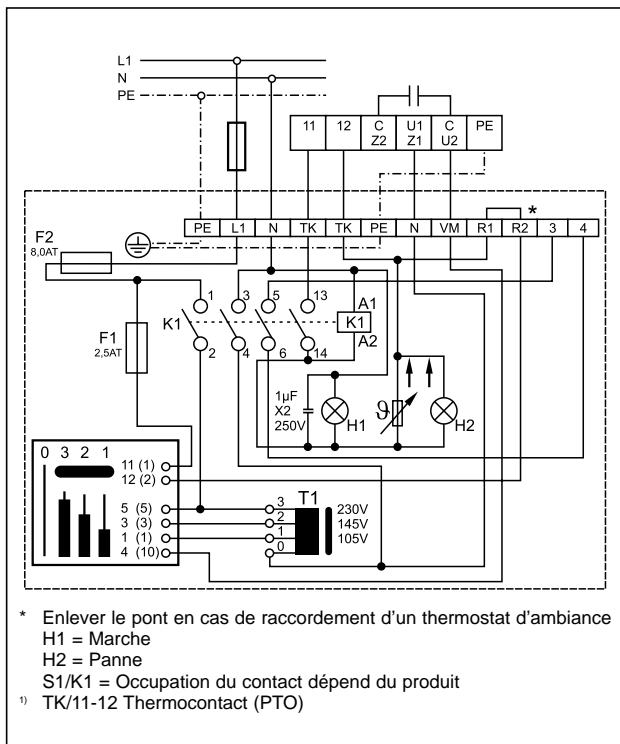 L1
N
PE
11 12 C Z2 U1 Z1 C U2 PE
*
PE L1 N TK TK PE N VM R1 R2 3 4
F2
8,0AT
F1
2,5AT
K1
1 3 5 13
2 4 6 14
A1
K1
A2
1µF
X2
250V
H1
ϑ
H2
0 3 2 1
11 (1)
12 (2)
5 (5)
3 (3)
1 (1)
4 (10)
T1
3
2
1
0
230V
145V
105V
* Enlever le pont en cas de raccordement d'un thermostat d'ambiance
H1 = Marche
H2 = Panne
S1/K1 = Occupation du contact dépend du produit
1) TK/11-12 Thermocontact (PTO)